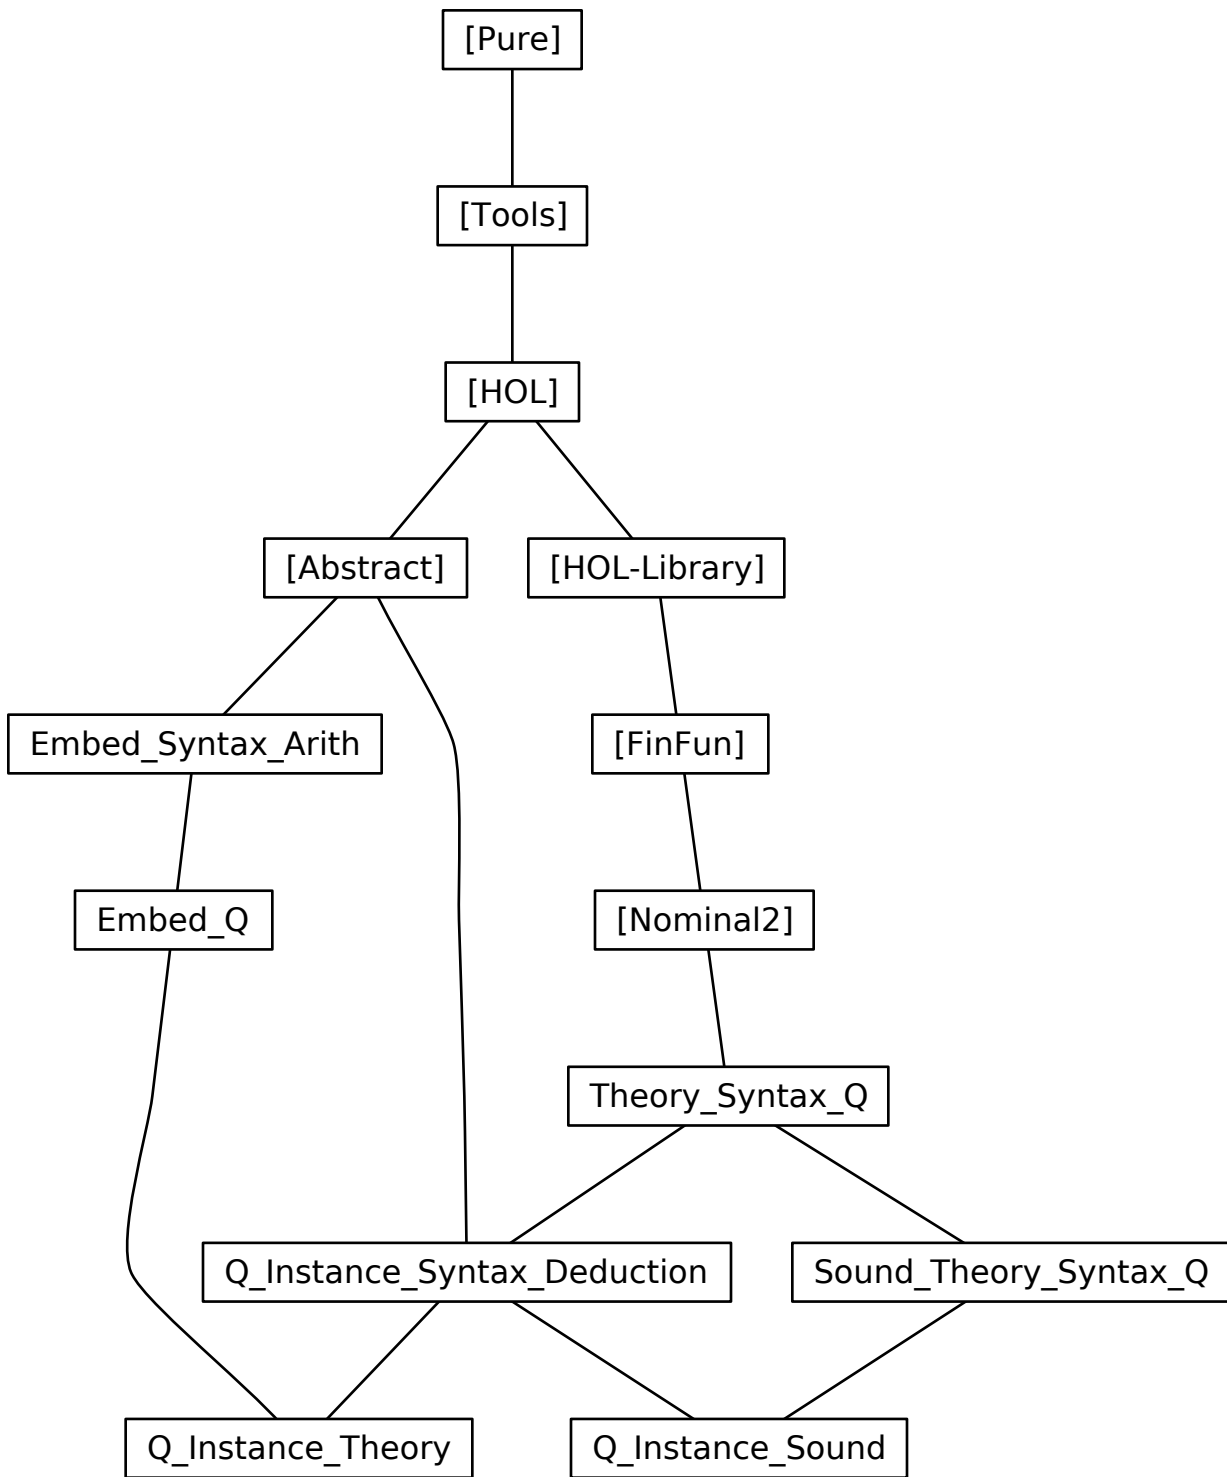 [Pure]
[Tools]
[HOL]
[Abstract]
[HOL-Library]
Embed_Syntax_Arith
[FinFun]
Embed_Q
[Nominal2]
Theory_Syntax_Q
Q_Instance_Syntax_Deduction
Sound_Theory_Syntax_Q
Q_Instance_Theory
Q_Instance_Sound